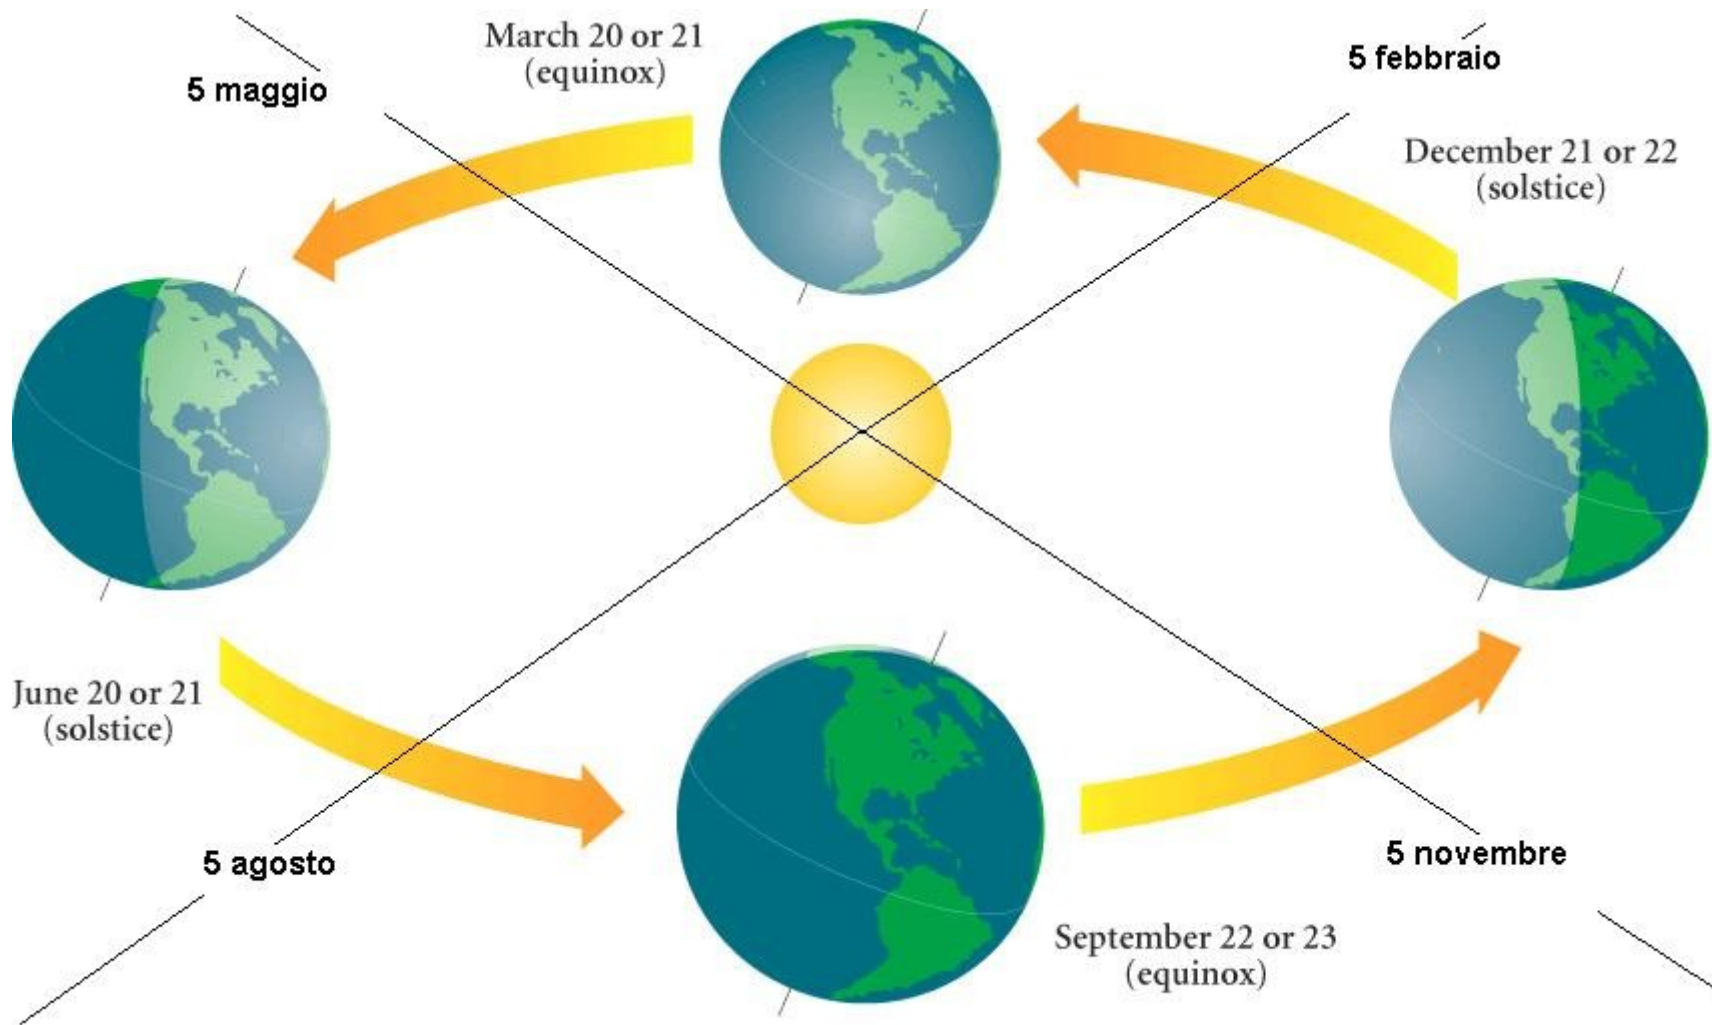 March 20 or 21
(equinox)
5 maggio
5 febbraio
December 21 or 22
(solstice)
June 20 or 21
(solstice)
5 agosto
5 novembre
September 22 or 23
(equinox)